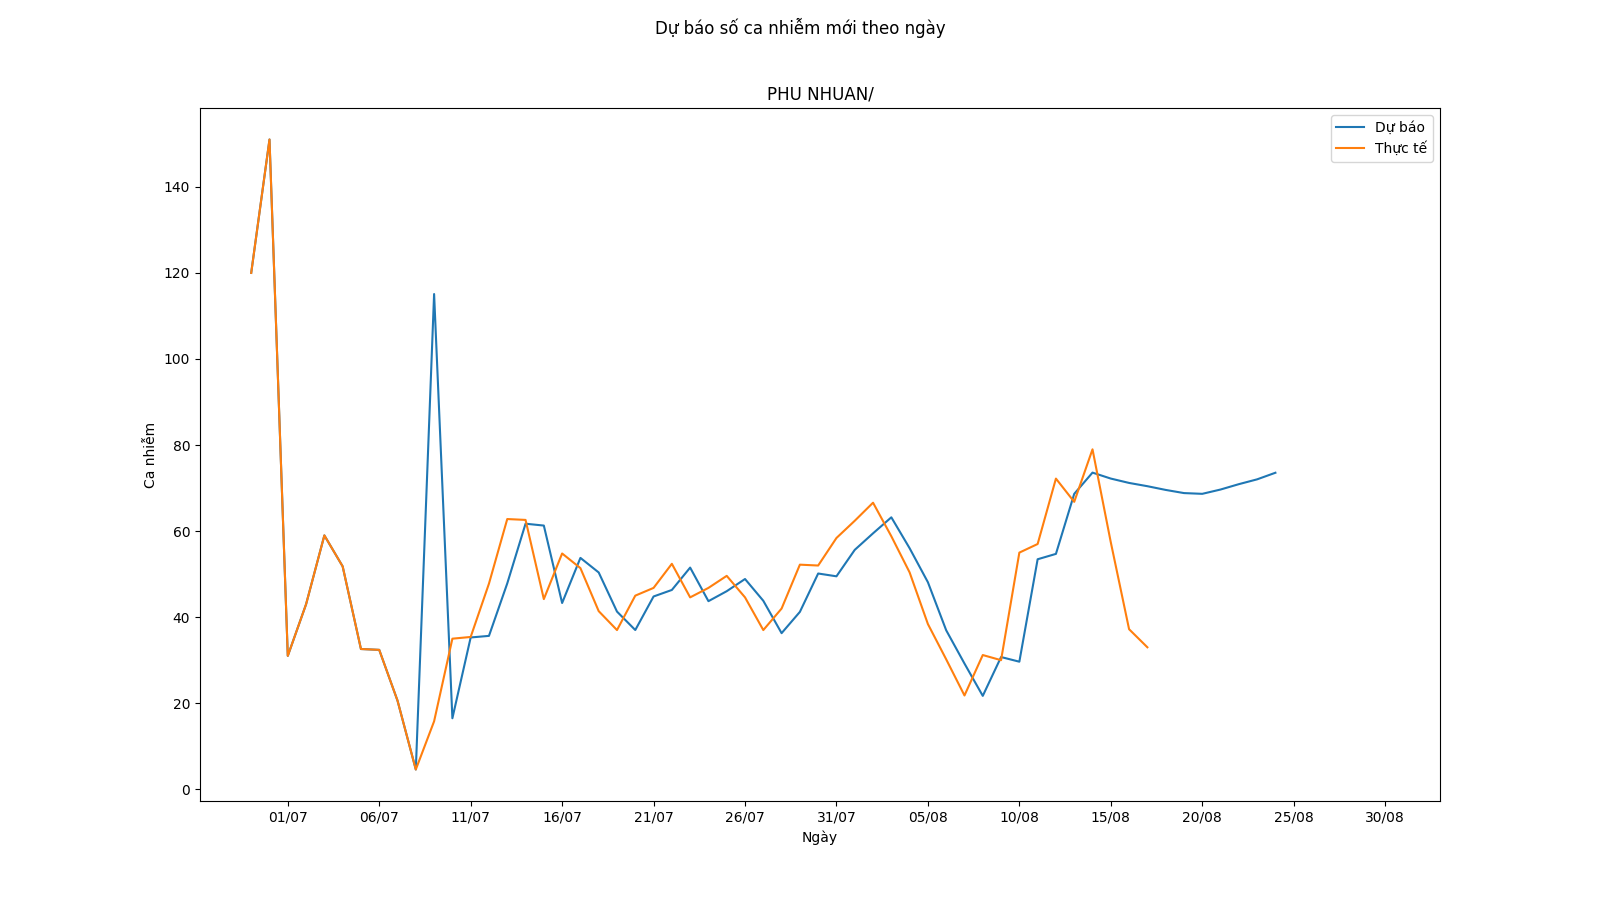 Dự báo số ca nhiễm mới theo ngày
PHU NHUAN/
Dự báo
Thực tế
140
120
100
80
60
40
20
0
Ca nhiễm
01/07 06/07 11/07 16/07 21/07 26/07 31/07 05/08 10/08 15/08 20/08 25/08 30/08
Ngày